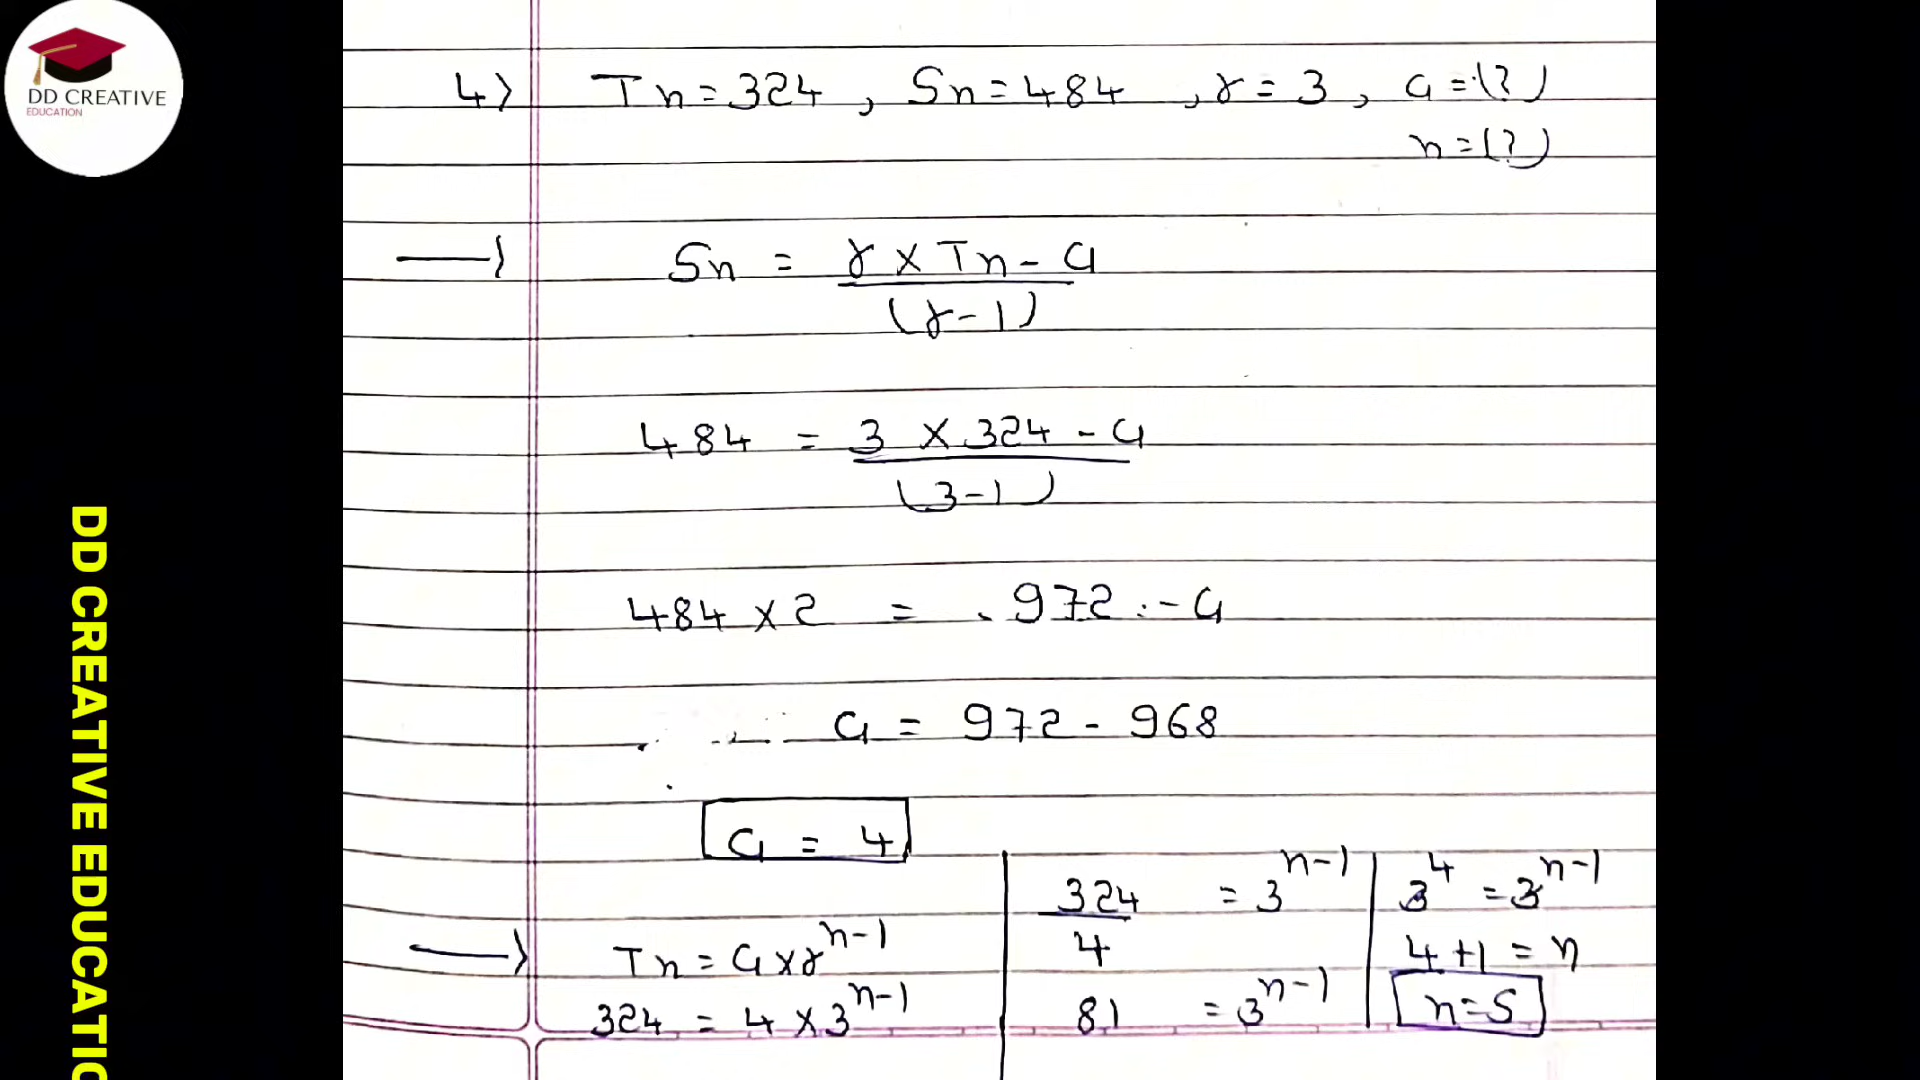 DD CREATIVE
EDUCATION
DD CREATIVE EDUCATIO
4) Tn = 324 , Sn = 484 , r = 3 , a = (?)
n = (?)
→ Sn = r × Tn - a
(r - 1)
484 = 3 × 324 - a
(3 - 1)
484 × 2 = 972 - a
a = 972 - 968
a = 4
→ Tn = a × r^n-1
324 = 4 × 3^n-1
324 = 3^n-1
4
81 = 3^n-1
3^4 = 3^n-1
4 + 1 = n
n = 5